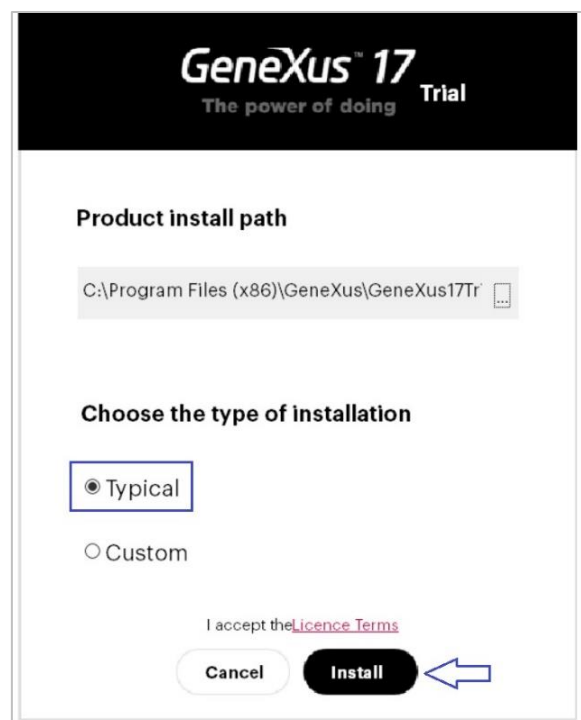 GeneXus™ 17
The power of doing
Trial
Product install path
C:\Program Files (x86)\GeneXus\GeneXus17Tr
...
Choose the type of installation
Typical
Custom
I accept theLicence Terms
Cancel
Install